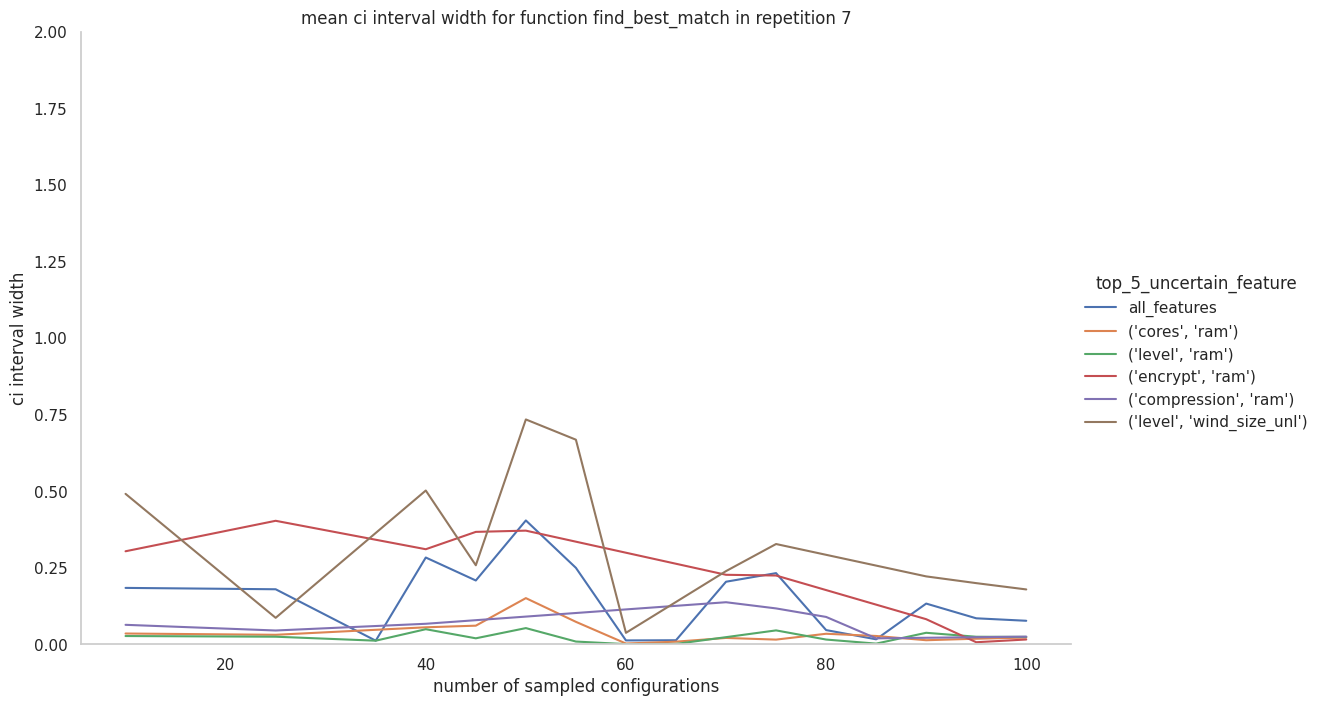 mean ci interval width for function find_best_match in repetition 7
2.00
1.75
1.50
1.25
1.00
0.75
0.50
0.25
0.00
ci interval width
20 40 60 80 100
number of sampled configurations
top_5_uncertain_feature
all_features
('cores', 'ram')
('level', 'ram')
('encrypt', 'ram')
('compression', 'ram')
('level', 'wind_size_unl')